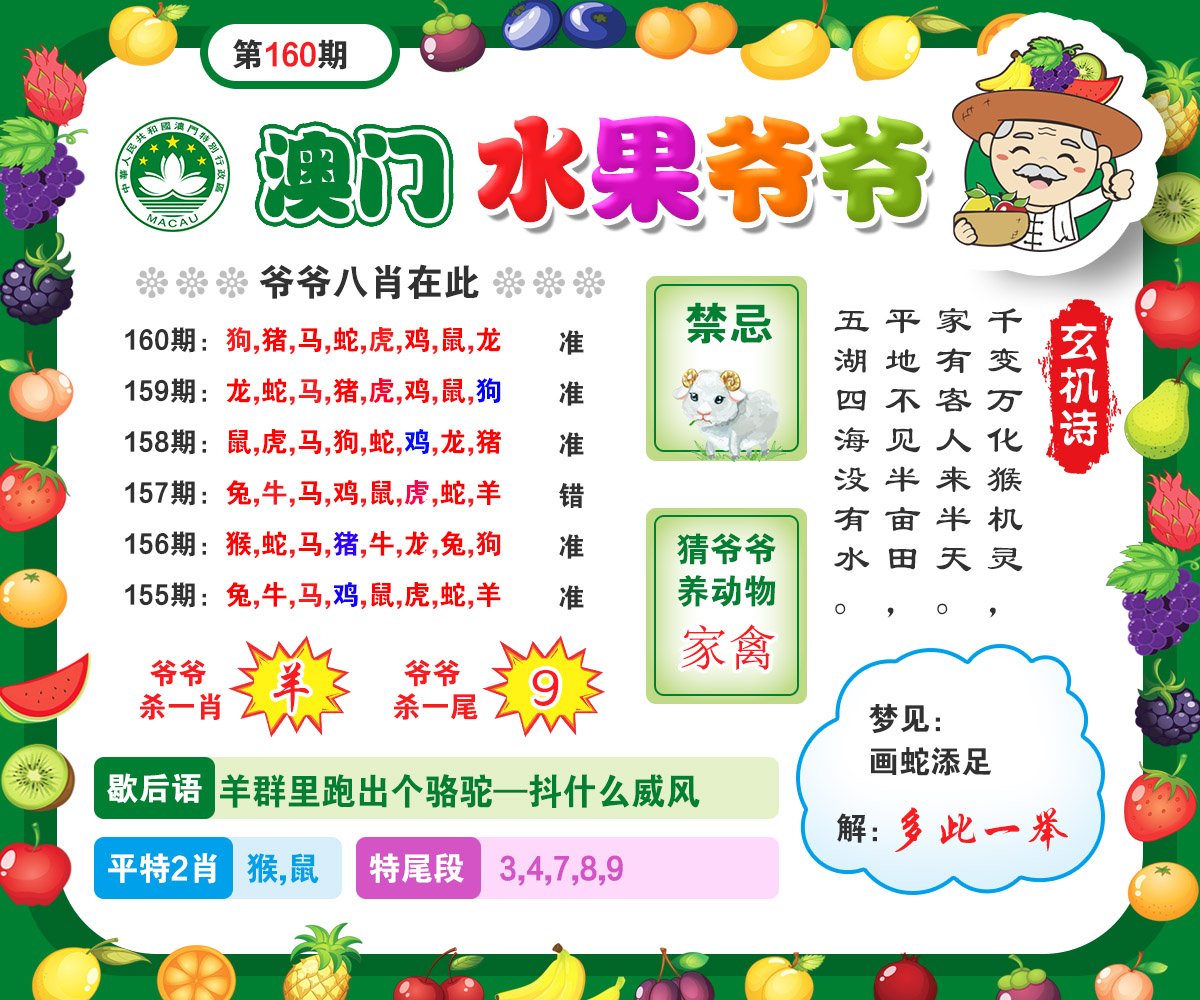 第160期
中華人民共和國澳門特別行政區
MACAU
澳门 水果爷爷
爷爷八肖在此
160期：狗,猪,马,蛇,虎,鸡,鼠,龙 准
159期：龙,蛇,马,猪,虎,鸡,鼠,狗 准
158期：鼠,虎,马,狗,蛇,鸡,龙,猪 准
157期：兔,牛,马,鸡,鼠,虎,蛇,羊 错
156期：猴,蛇,马,猪,牛,龙,兔,狗 准
155期：兔,牛,马,鸡,鼠,虎,蛇,羊 准
爷爷
杀一肖
羊
爷爷
杀一尾
9
禁忌
猜爷爷
养动物
家禽
玄机诗
千变万化猴机灵，
家有客人来半天。
平地不见半亩田，
五湖四海没有水。
歇后语 羊群里跑出个骆驼—抖什么威风
平特2肖 猴,鼠
特尾段 3,4,7,8,9
梦见：
画蛇添足
解：多此一举